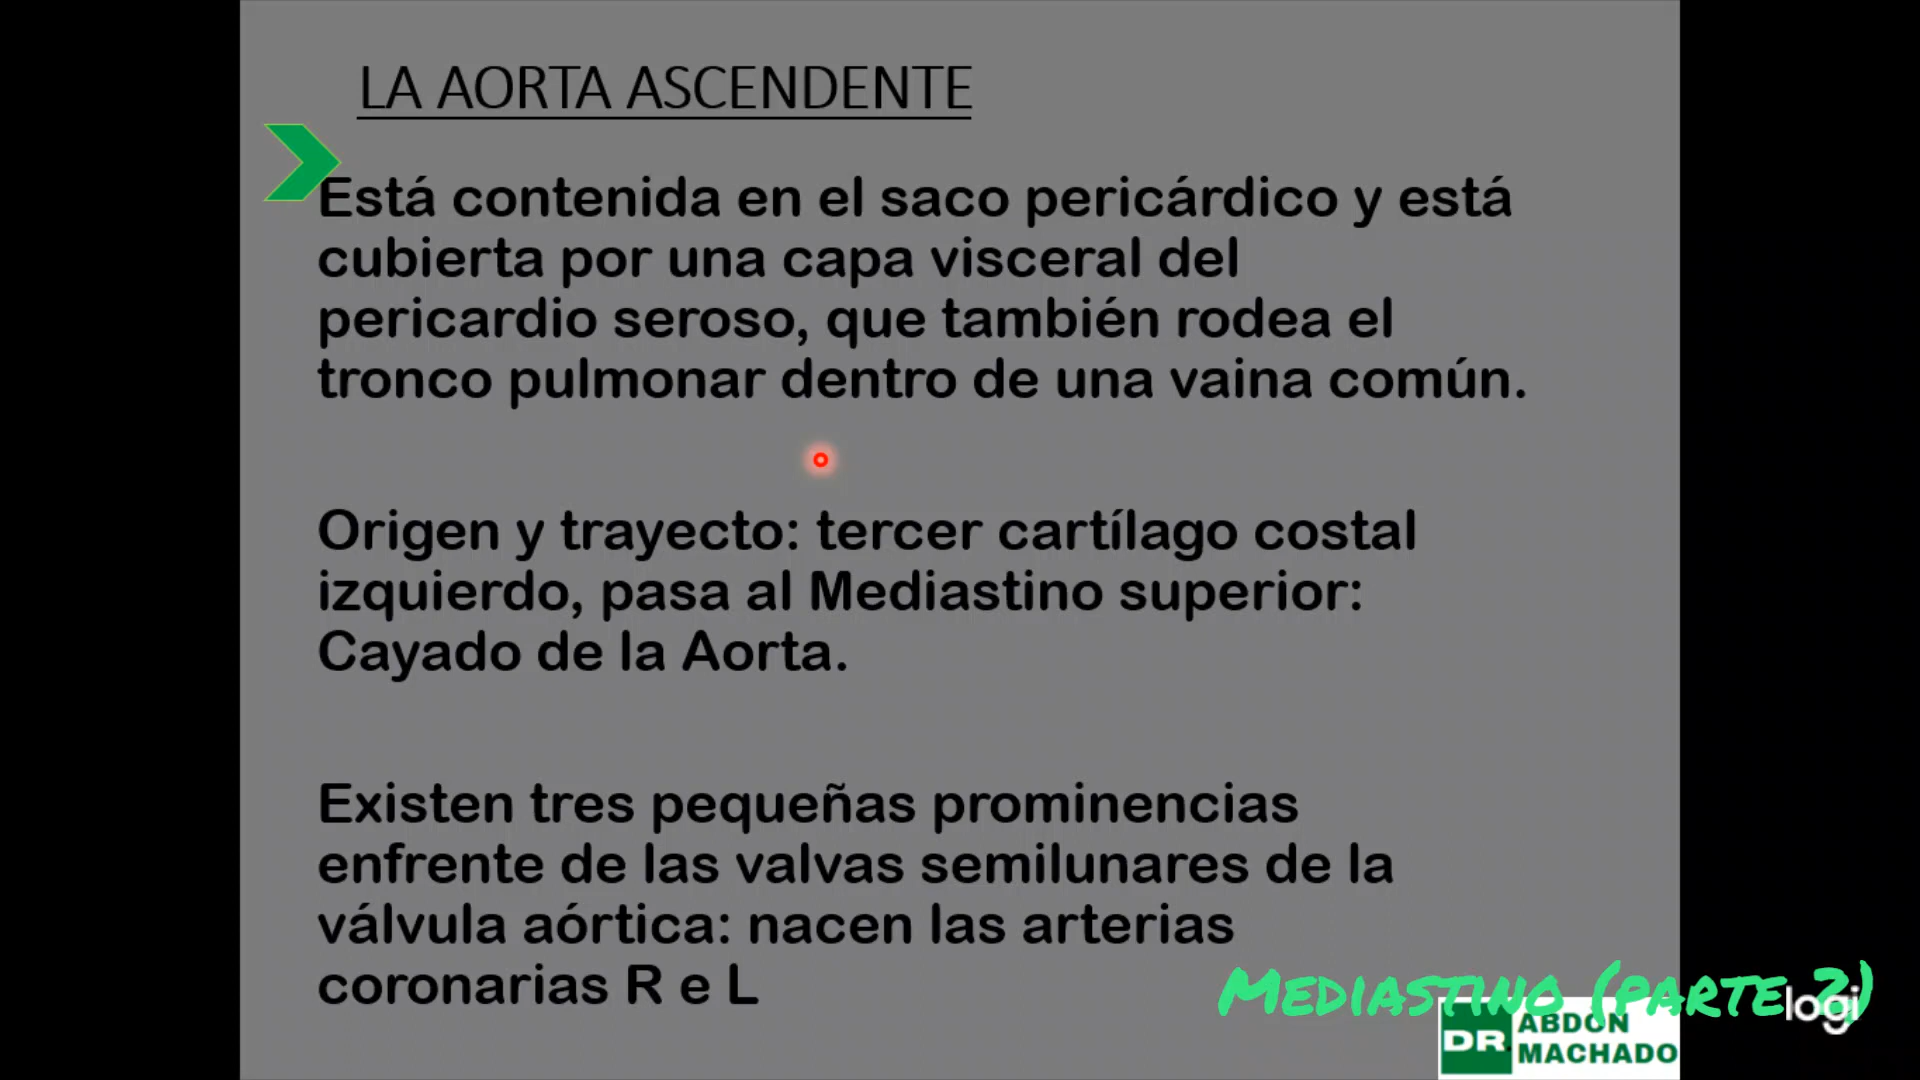 LA AORTA ASCENDENTE
Está contenida en el saco pericárdico y está
cubierta por una capa visceral del
pericardio seroso, que también rodea el
tronco pulmonar dentro de una vaina común.
Origen y trayecto: tercer cartílago costal
izquierdo, pasa al Mediastino superior:
Cayado de la Aorta.
Existen tres pequeñas prominencias
enfrente de las valvas semilunares de la
válvula aórtica: nacen las arterias
coronarias R e L
Mediastino (parte 2)
logi
DR. ABDON
MACHADO